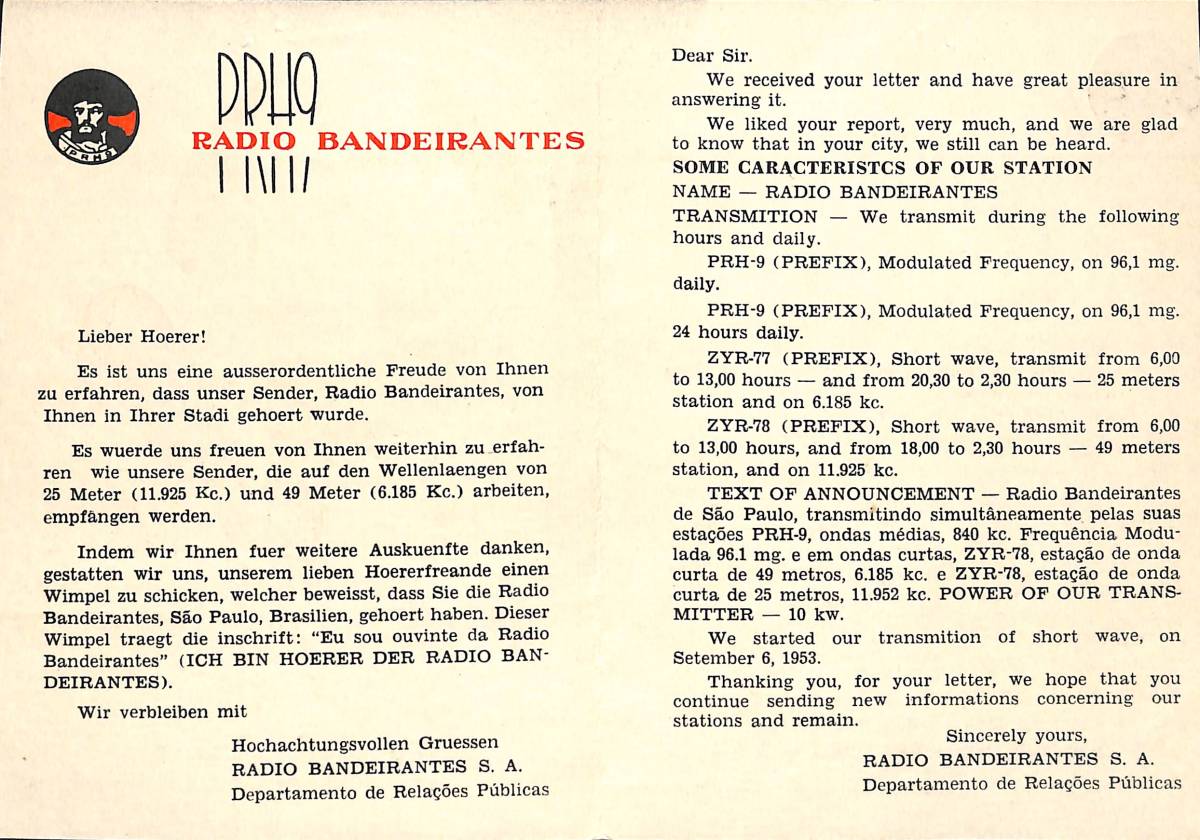 PRH9
RADIO BANDEIRANTES
PRH9
Lieber Hoerer!
Es ist uns eine ausserordentliche Freude von Ihnen
zu erfahren, dass unser Sender, Radio Bandeirantes, von
Ihnen in Ihrer Stadi gehoert wurde.
Es wuerde uns freuen von Ihnen weiterhin zu erfah-
ren wie unsere Sender, die auf den Wellenlaengen von
25 Meter (11.925 Kc.) und 49 Meter (6.185 Kc.) arbeiten,
empfângen werden.
Indem wir Ihnen fuer weitere Auskuenfte danken,
gestatten wir uns, unserem lieben Hoererfreande einen
Wimpel zu schicken, welcher beweisst, dass Sie die Radio
Bandeirantes, São Paulo, Brasilien, gehoert haben. Dieser
Wimpel traegt die inschrift: "Eu sou ouvinte da Radio
Bandeirantes" (ICH BIN HOERER DER RADIO BAN-
DEIRANTES).
Wir verbleiben mit
Hochachtungsvollen Gruessen
RADIO BANDEIRANTES S. A.
Departamento de Relações Públicas
Dear Sir.
We received your letter and have great pleasure in
answering it.
We liked your report, very much, and we are glad
to know that in your city, we still can be heard.
SOME CARACTERISTCS OF OUR STATION
NAME — RADIO BANDEIRANTES
TRANSMITION — We transmit during the following
hours and daily.
PRH-9 (PREFIX), Modulated Frequency, on 96,1 mg.
daily.
PRH-9 (PREFIX), Modulated Frequency, on 96,1 mg.
24 hours daily.
ZYR-77 (PREFIX), Short wave, transmit from 6,00
to 13,00 hours — and from 20,30 to 2,30 hours — 25 meters
station and on 6.185 kc.
ZYR-78 (PREFIX), Short wave, transmit from 6,00
to 13,00 hours, and from 18,00 to 2,30 hours — 49 meters
station, and on 11.925 kc.
TEXT OF ANNOUNCEMENT — Radio Bandeirantes
de São Paulo, transmitindo simultâneamente pelas suas
estações PRH-9, ondas médias, 840 kc. Frequência Modu-
lada 96.1 mg. e em ondas curtas, ZYR-78, estação de onda
curta de 49 metros, 6.185 kc. e ZYR-78, estação de onda
curta de 25 metros, 11.952 kc. POWER OF OUR TRANS-
MITTER — 10 kw.
We started our transmition of short wave, on
Setember 6, 1953.
Thanking you, for your letter, we hope that you
continue sending new informations concerning our
stations and remain.
Sincerely yours,
RADIO BANDEIRANTES S. A.
Departamento de Relações Públicas